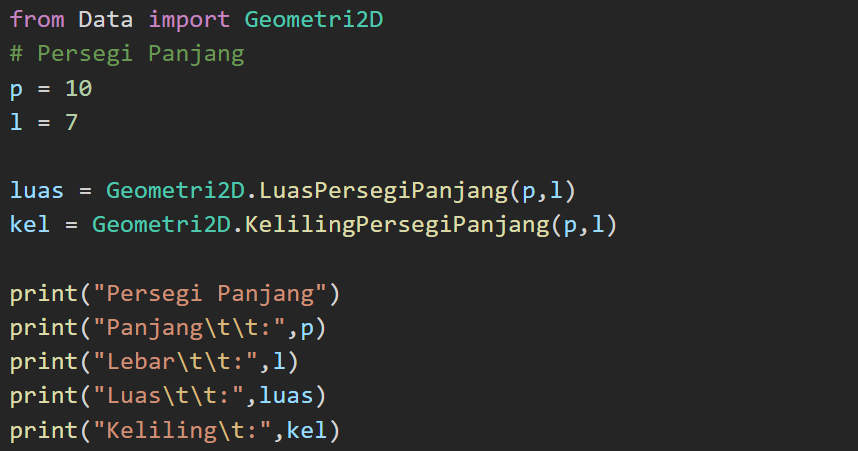 from Data import Geometri2D
# Persegi Panjang
p = 10
l = 7
luas = Geometri2D.LuasPersegiPanjang(p,l)
kel = Geometri2D.KelilingPersegiPanjang(p,l)
print("Persegi Panjang")
print("Panjang\t\t:",p)
print("Lebar\t\t:",l)
print("Luas\t\t:",luas)
print("Keliling\t:",kel)